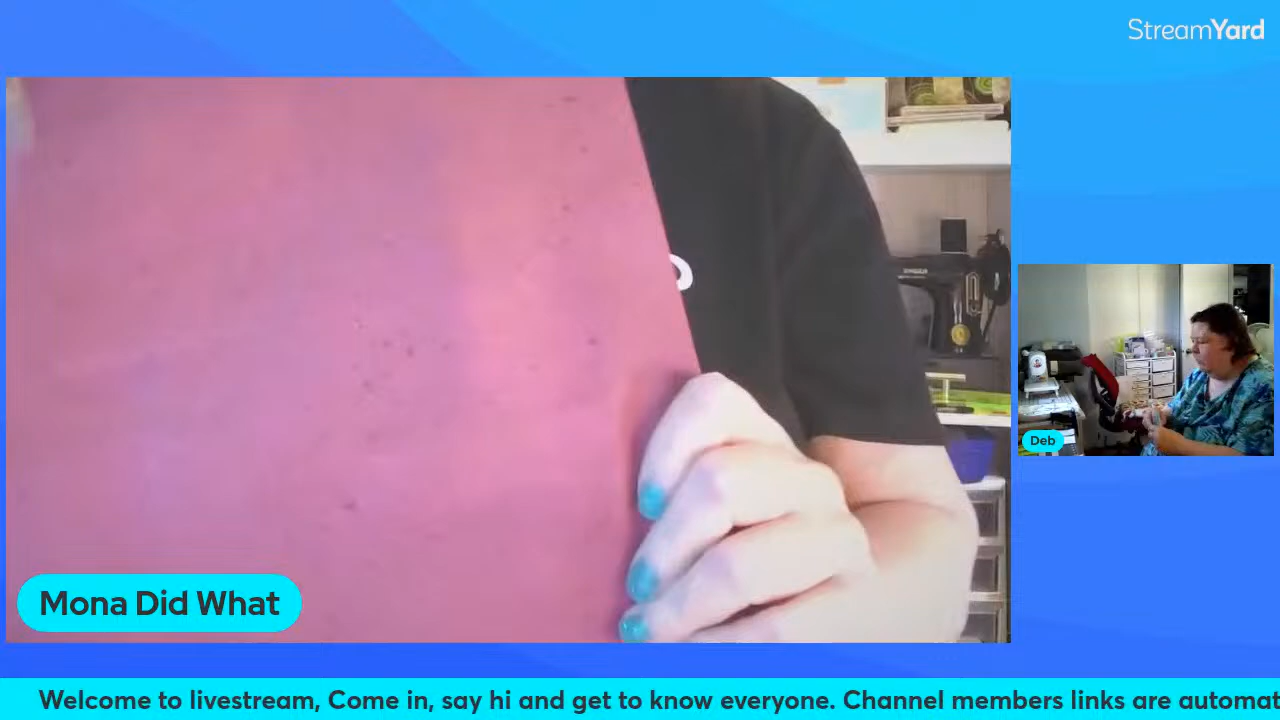 StreamYard
Deb
Mona Did What
Welcome to livestream, Come in, say hi and get to know everyone. Channel members links are automat